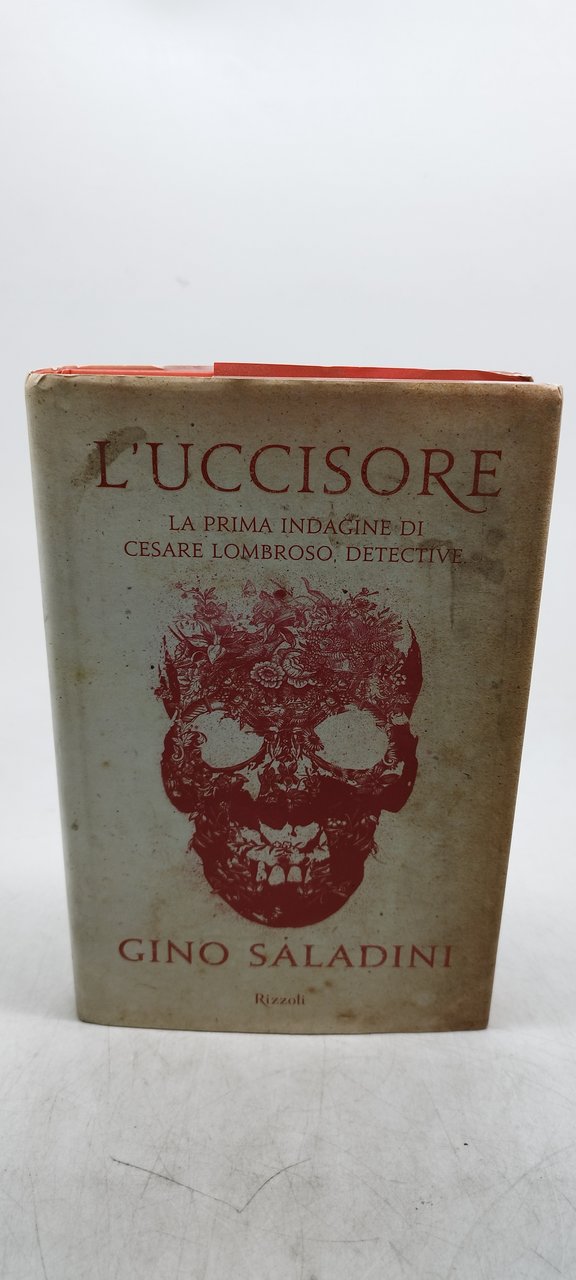 L'UCCISORE
LA PRIMA INDAGINE DI
CESARE LOMBROSO, DETECTIVE
GINO SALADINI
Rizzoli